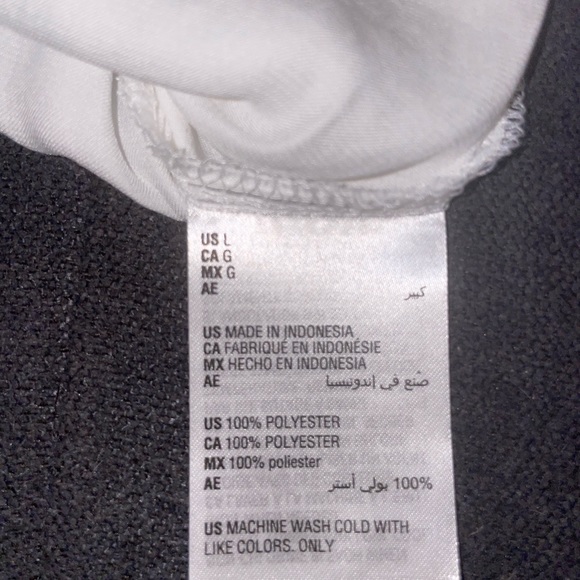 US L
CA G
MX G
AE كبير
US MADE IN INDONESIA
CA FABRIQUÉ EN INDONÉSIE
MX HECHO EN INDONESIA
AE صُنع في إندونيسيا
US 100% POLYESTER
CA 100% POLYESTER
MX 100% poliester
AE 100% بولي أستر
US MACHINE WASH COLD WITH
LIKE COLORS. ONLY